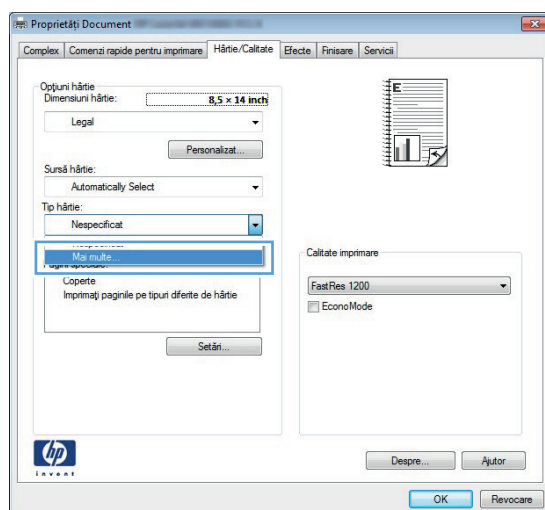 Proprietăți Document
Complex Comenzi rapide pentru imprimare Hârtie/Calitate Efecte Finisare Servicii
Opțiuni hârtie
Dimensiuni hârtie: 8,5 × 14 inch
Legal
Personalizat...
Sursă hârtie:
Automatically Select
Tip hârtie:
Nespecificat
Mai multe...
Pagini speciale:
Coperte
Imprimați paginile pe tipuri diferite de hârtie
Setări...
E
Calitate imprimare
FastRes 1200
EconoMode
hp
invent
Despre... Ajutor
OK Revocare